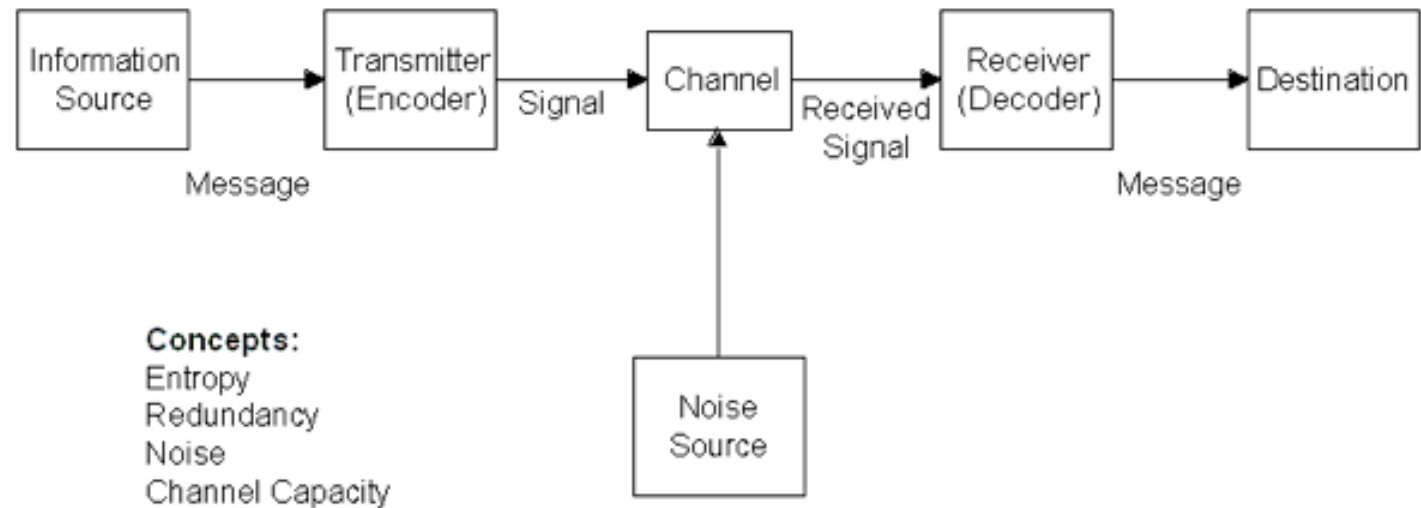 Information
Source
Transmitter
(Encoder)
Channel
Receiver
(Decoder)
Destination
Signal
Received
Signal
Message
Message
Concepts:
Entropy
Redundancy
Noise
Channel Capacity
Noise
Source